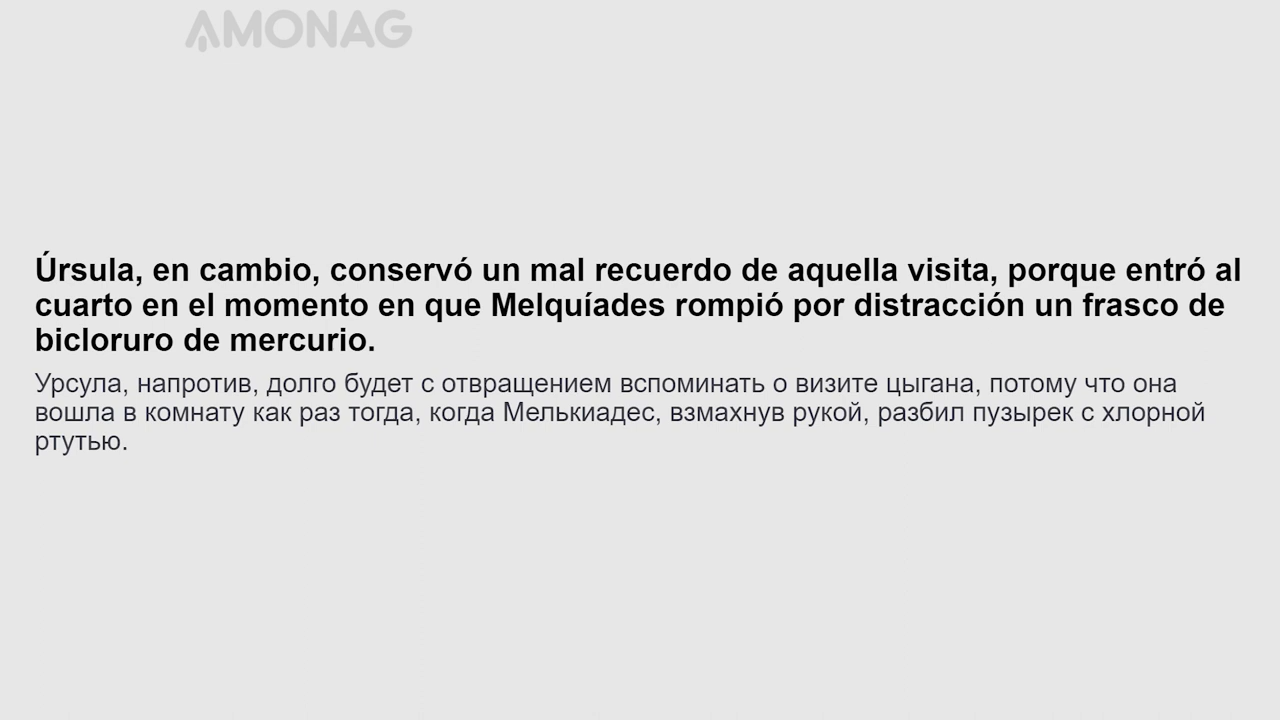 AMONAG
Úrsula, en cambio, conservó un mal recuerdo de aquella visita, porque entró al
cuarto en el momento en que Melquíades rompió por distracción un frasco de
bicloruro de mercurio.
Урсула, напротив, долго будет с отвращением вспоминать о визите цыгана, потому что она
вошла в комнату как раз тогда, когда Мелькиадес, взмахнув рукой, разбил пузырек с хлорной
ртутью.